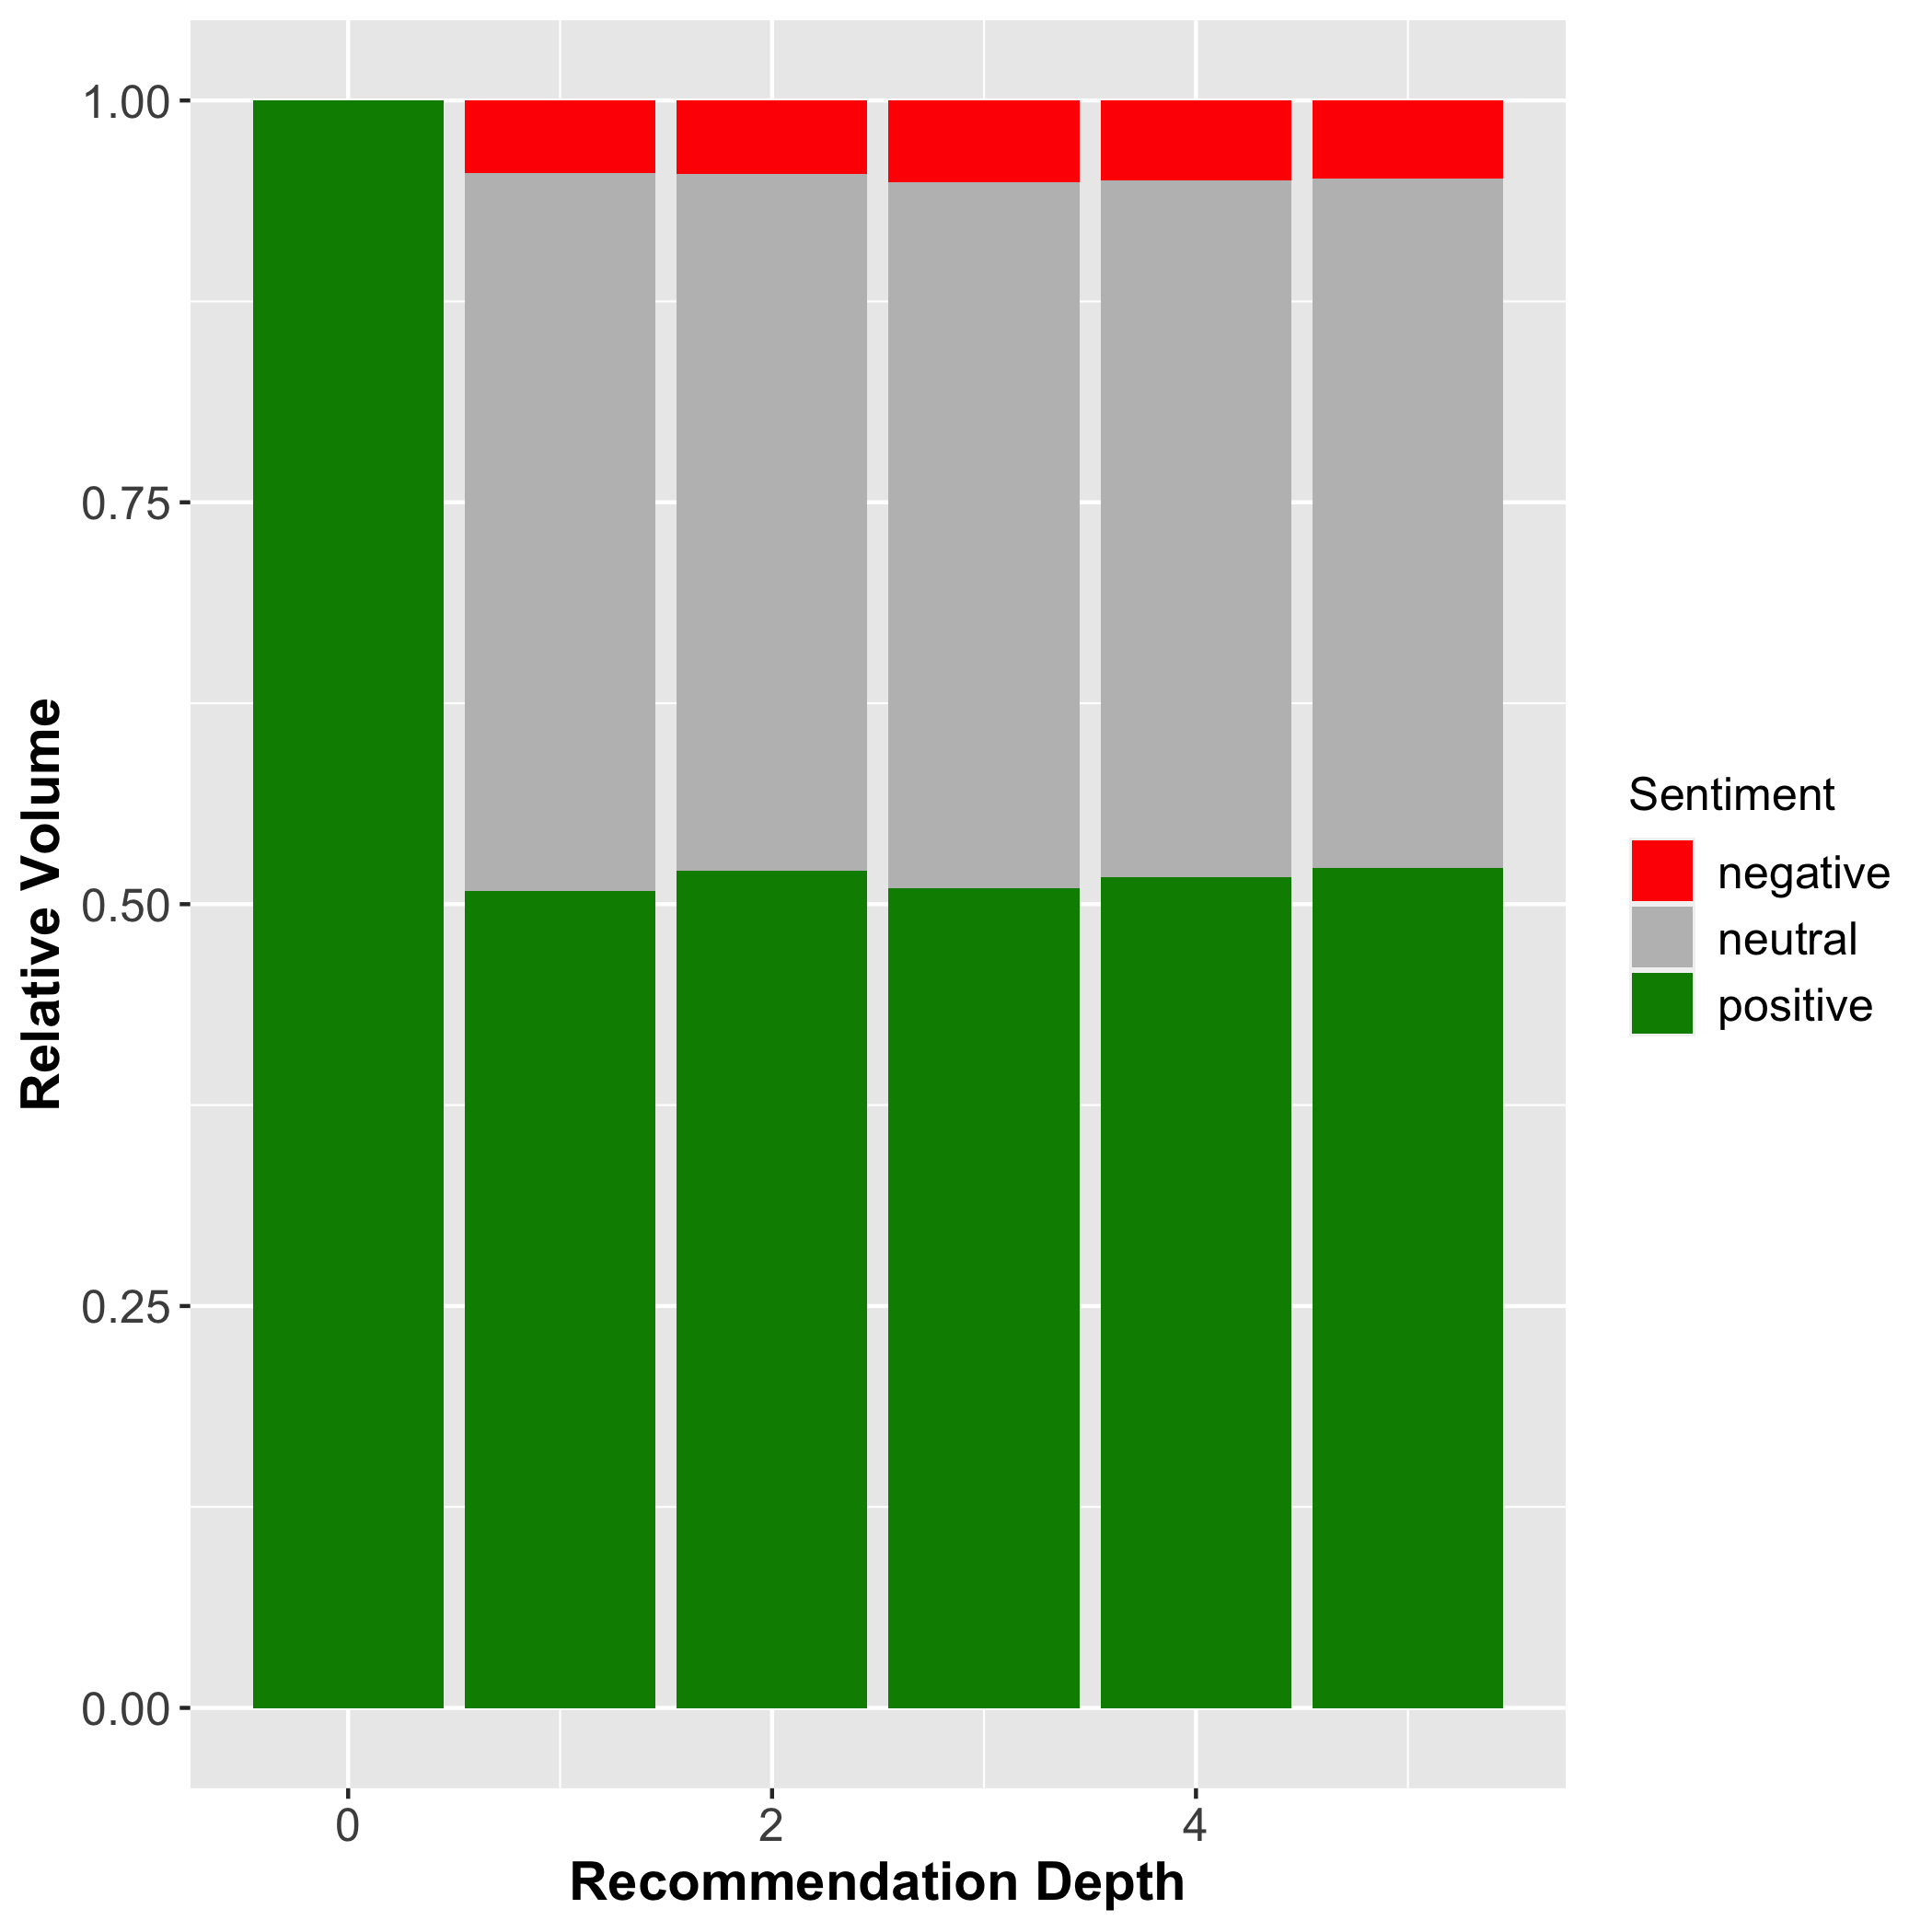 Relative Volume
1.00
0.75
0.50
0.25
0.00
0
2
4
Recommendation Depth
Sentiment
negative
neutral
positive